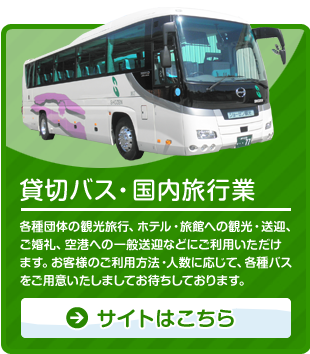 貸切バス・国内旅行業
各種団体の観光旅行、ホテル・旅館への観光・送迎、
ご婚礼、空港への一般送迎などにご利用いただけ
ます。お客様のご利用方法・人数に応じて、各種バス
をご用意いたしましてお待ちしております。
サイトはこちら